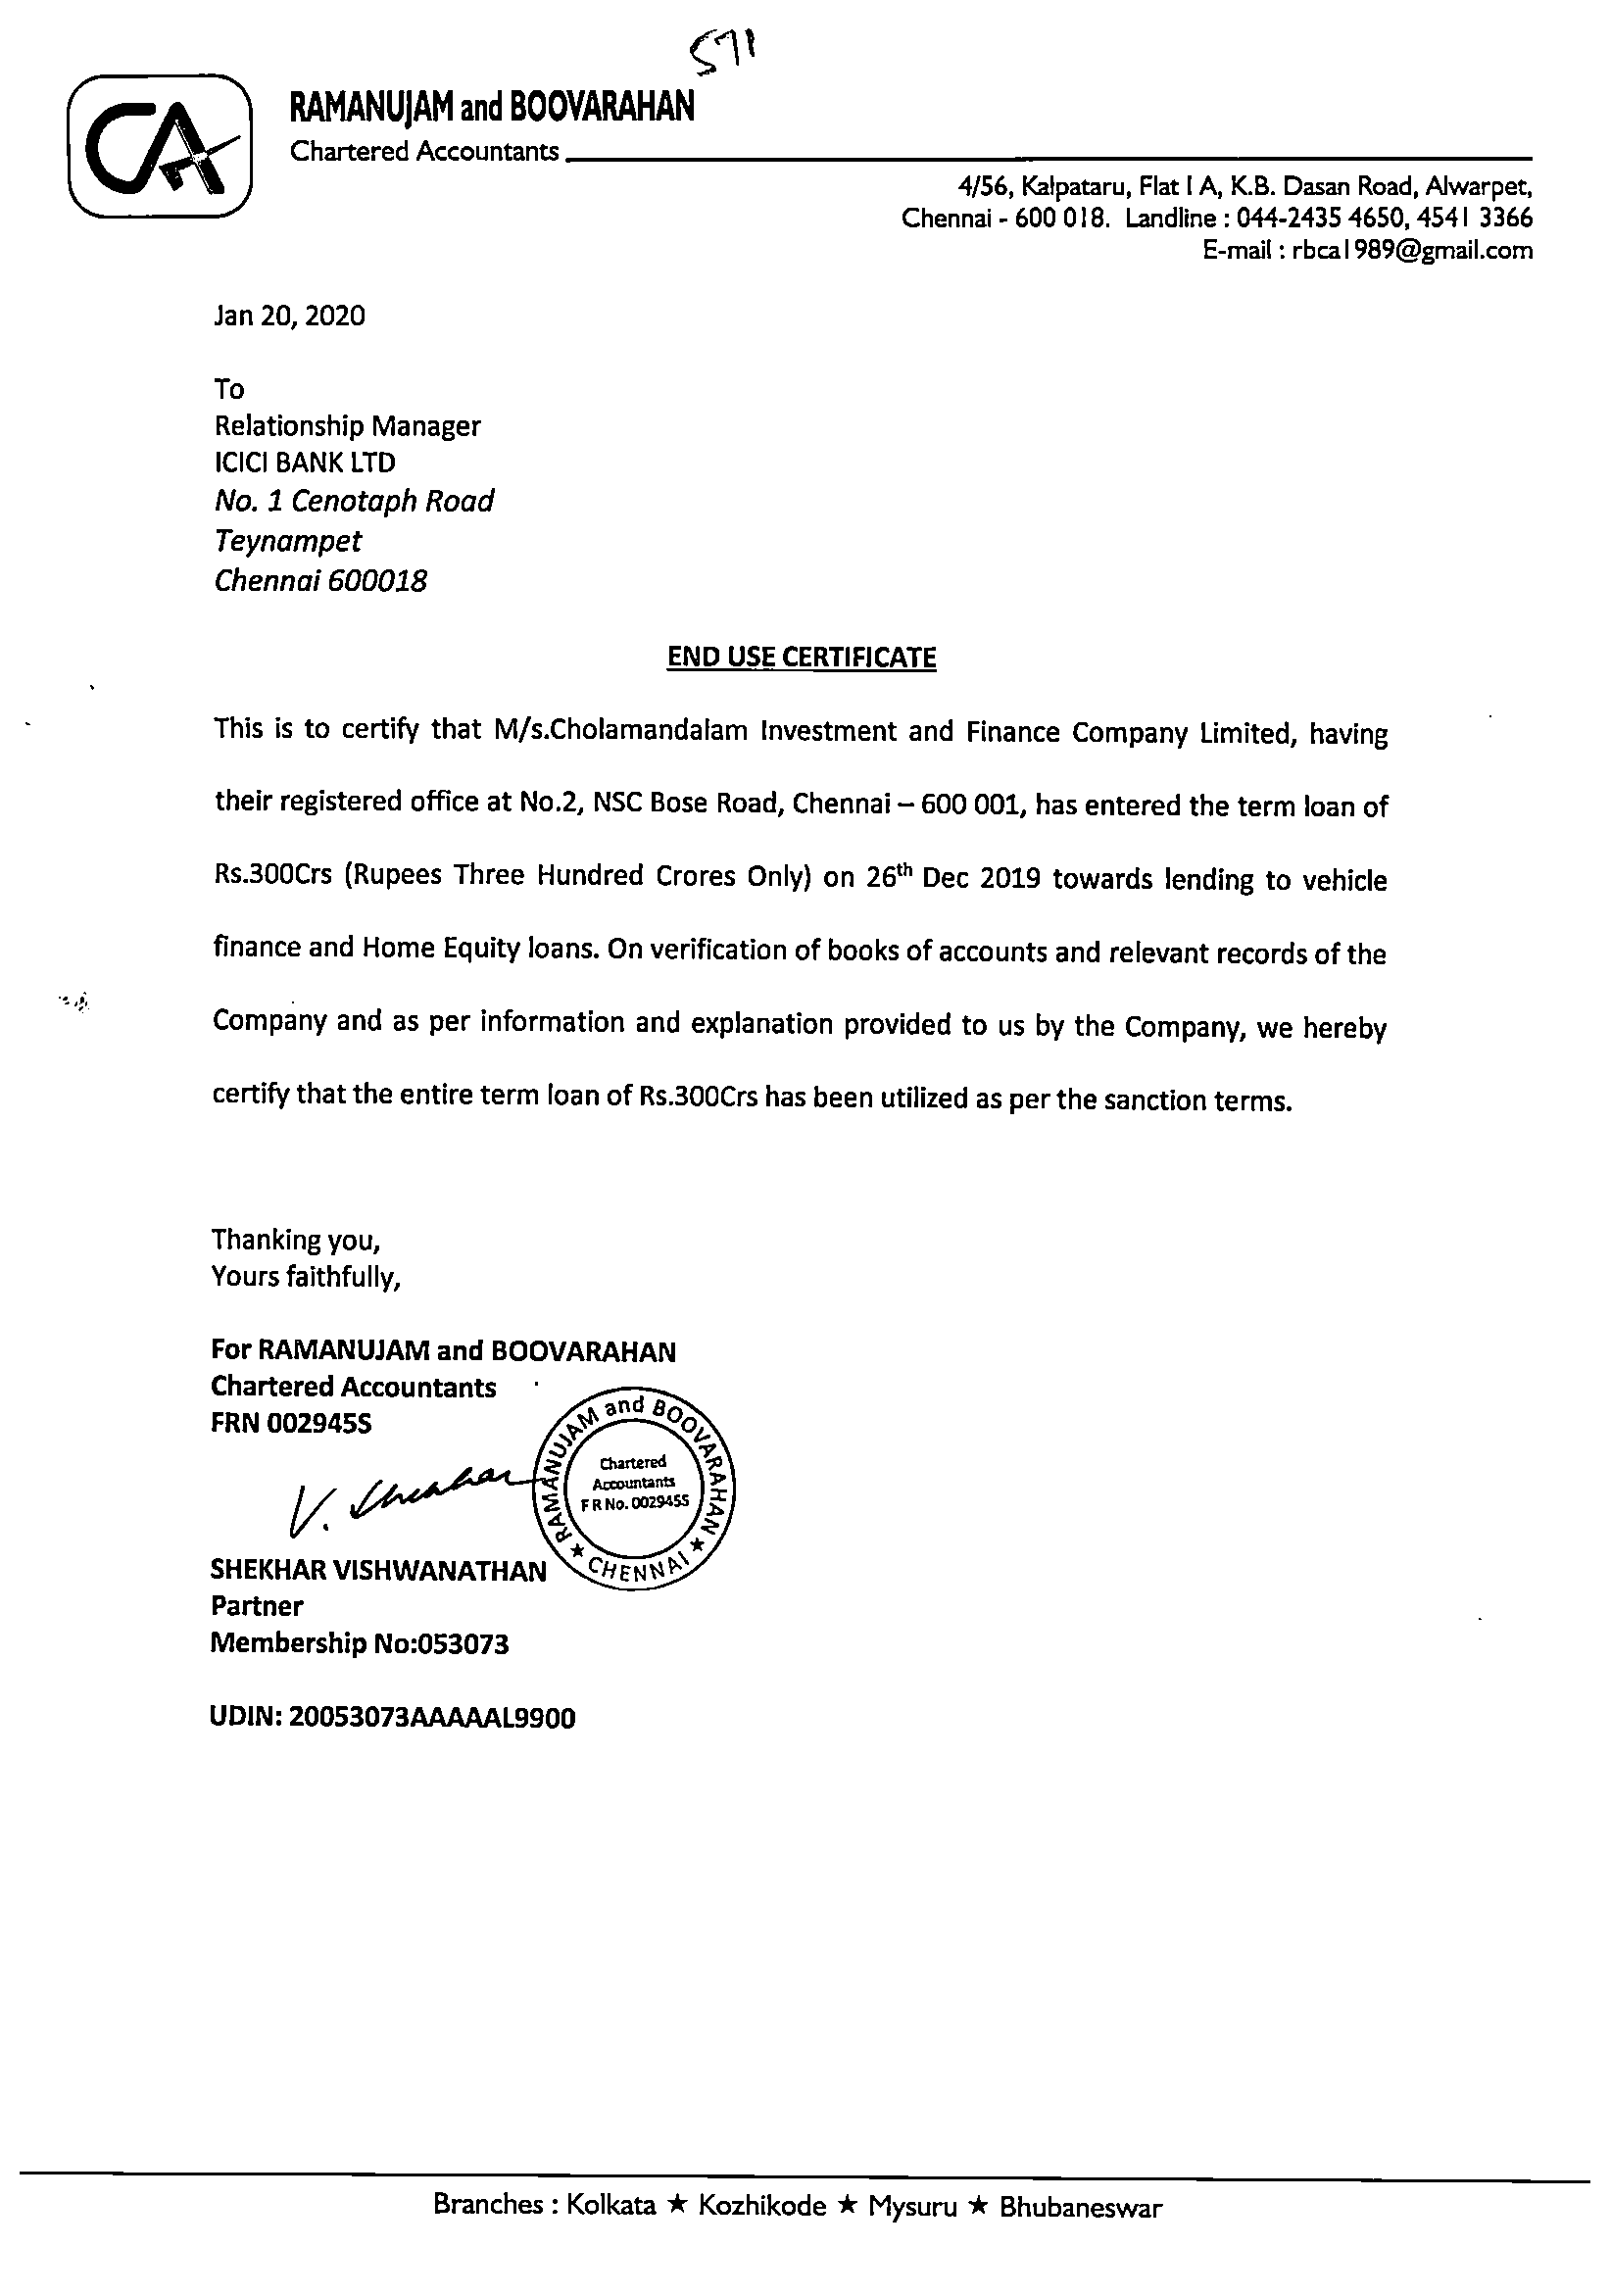 571
CA
RAMANUJAM and BOOVARAHAN
Chartered Accountants
4/56, Kalpataru, Flat 1 A, K.B. Dasan Road, Alwarpet,
Chennai - 600 018. Landline : 044-2435 4650, 4541 3366
E-mail : rbca1989@gmail.com
Jan 20, 2020
To
Relationship Manager
ICICI BANK LTD
No. 1 Cenotaph Road
Teynampet
Chennai 600018
END USE CERTIFICATE
This is to certify that M/s.Cholamandalam Investment and Finance Company Limited, having
their registered office at No.2, NSC Bose Road, Chennai – 600 001, has entered the term loan of
Rs.300Crs (Rupees Three Hundred Crores Only) on 26th Dec 2019 towards lending to vehicle
finance and Home Equity loans. On verification of books of accounts and relevant records of the
Company and as per information and explanation provided to us by the Company, we hereby
certify that the entire term loan of Rs.300Crs has been utilized as per the sanction terms.
Thanking you,
Yours faithfully,
For RAMANUJAM and BOOVARAHAN
Chartered Accountants
FRN 002945S
RAMANUJAM and BOOVARAHAN
Chartered
Accountants
F R No. 002945S
★ CHENNAI ★
V. Shekhar
SHEKHAR VISHWANATHAN
Partner
Membership No:053073
UDIN: 20053073AAAAAL9900
Branches : Kolkata ★ Kozhikode ★ Mysuru ★ Bhubaneswar